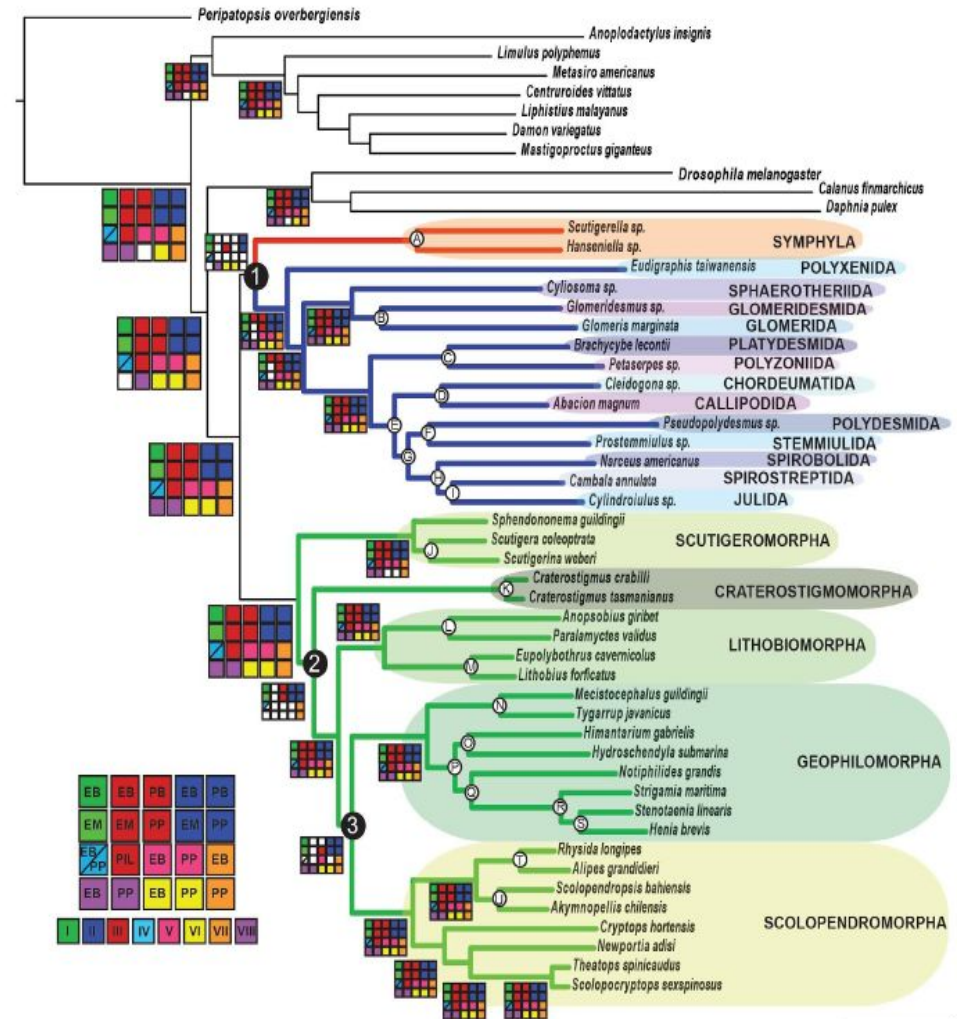 Peripatopsis overbergiensis
Anoplodactylus insignis
Limulus polyphemus
Metasiro americanus
Centruroides vittatus
Liphistius malayanus
Damon variegatus
Mastigoproctus giganteus
Drosophila melanogaster
Calanus finmarchicus
Daphnia pulex
Scutigerella sp.
A
Hanseniella sp.
SYMPHYLA
1
Eudigraphis taiwanensis POLYXENIDA
Cyliosoma sp. SPHAEROTHERIIDA
Glomeridesmus sp. GLOMERIDESMIDA
B
Glomeris marginata GLOMERIDA
Brachycybe lecontii PLATYDESMIDA
C
Petaserpes sp. POLYZONIIDA
Cleidogona sp. CHORDEUMATIDA
D
Abacion magnum CALLIPODIDA
E
Pseudopolydesmus sp. POLYDESMIDA
F
Prostemmiulus sp. STEMMIULIDA
G
Narceus americanus SPIROBOLIDA
H
Cambala annulata SPIROSTREPTIDA
I
Cylindroiulus sp. JULIDA
Sphendononema guildingii
Scutigera coleoptrata
SCUTIGEROMORPHA
J
Scutigerina weberi
Craterostigmus crabilli
K
CRATEROSTIGMOMORPHA
Craterostigmus tasmanianus
Anopsobius giribet
L
Paralamyctes validus
LITHOBIOMORPHA
2
Eupolybothrus cavernicolus
M
Lithobius forficatus
Mecistocephalus guildingii
N
Tygarrup javanicus
Himantarium gabrielis
O
Hydroschendyla submarina
GEOPHILOMORPHA
P
Notiphilides grandis
Q
Strigamia maritima
R
Stenotaenia linearis
S
3
Henia brevis
Rhysida longipes
T
Alipes grandidieri
Scolopendropsis bahiensis
U
Akymnopellis chilensis
SCOLOPENDROMORPHA
Cryptops hortensis
Newportia adisi
Theatops spinicaudus
Scolopocryptops sexspinosus
EB EB PB EB PB
EM EM PP EM PP
EB/PP PIL EB PP EB
EB PP EB PP PP
I II III IV V VI VII VIII